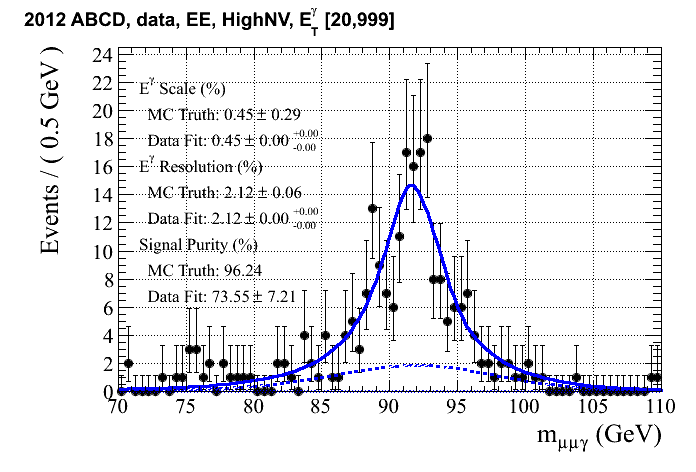 2012 ABCD, data, EE, HighNV, E_T^γ [20,999]
Events / ( 0.5 GeV )
24
22
20
18
16
14
12
10
8
6
4
2
0
E^γ Scale (%)
MC Truth: 0.45 ± 0.29
Data Fit: 0.45 ± 0.00 +0.00 -0.00
E^γ Resolution (%)
MC Truth: 2.12 ± 0.06
Data Fit: 2.12 ± 0.00 +0.00 -0.00
Signal Purity (%)
MC Truth: 96.24
Data Fit: 73.55 ± 7.21
70 75 80 85 90 95 100 105 110
m_μμγ (GeV)